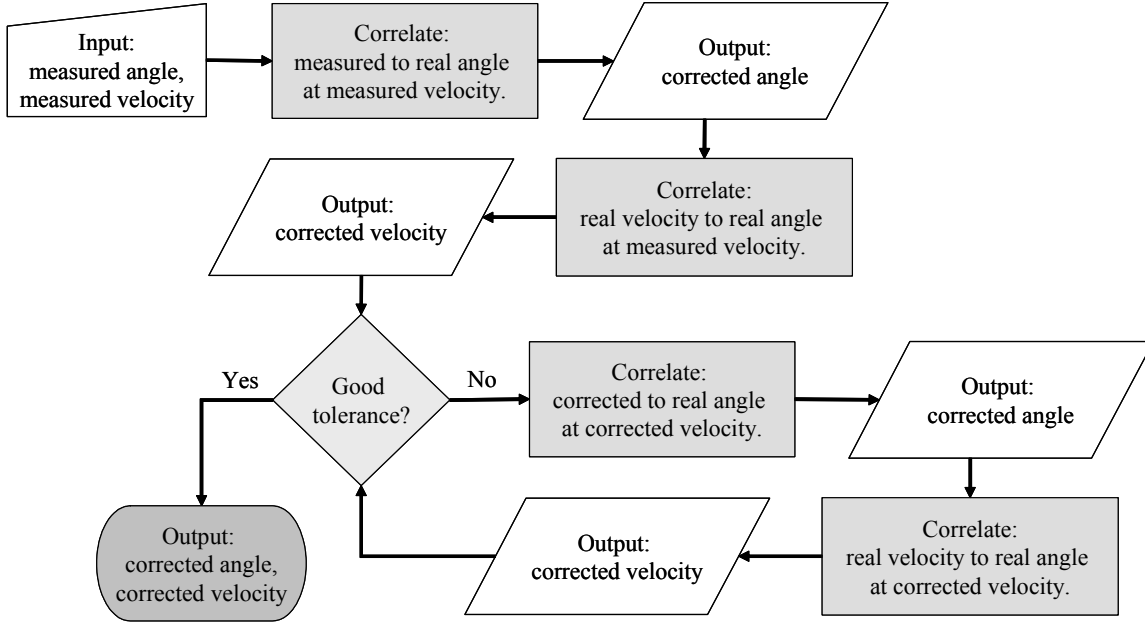 Input:
measured angle,
measured velocity
Correlate:
measured to real angle
at measured velocity.
Output:
corrected angle
Correlate:
real velocity to real angle
at measured velocity.
Output:
corrected velocity
Good
tolerance?
Yes
No
Correlate:
corrected to real angle
at corrected velocity.
Output:
corrected angle
Correlate:
real velocity to real angle
at corrected velocity.
Output:
corrected velocity
Output:
corrected angle,
corrected velocity